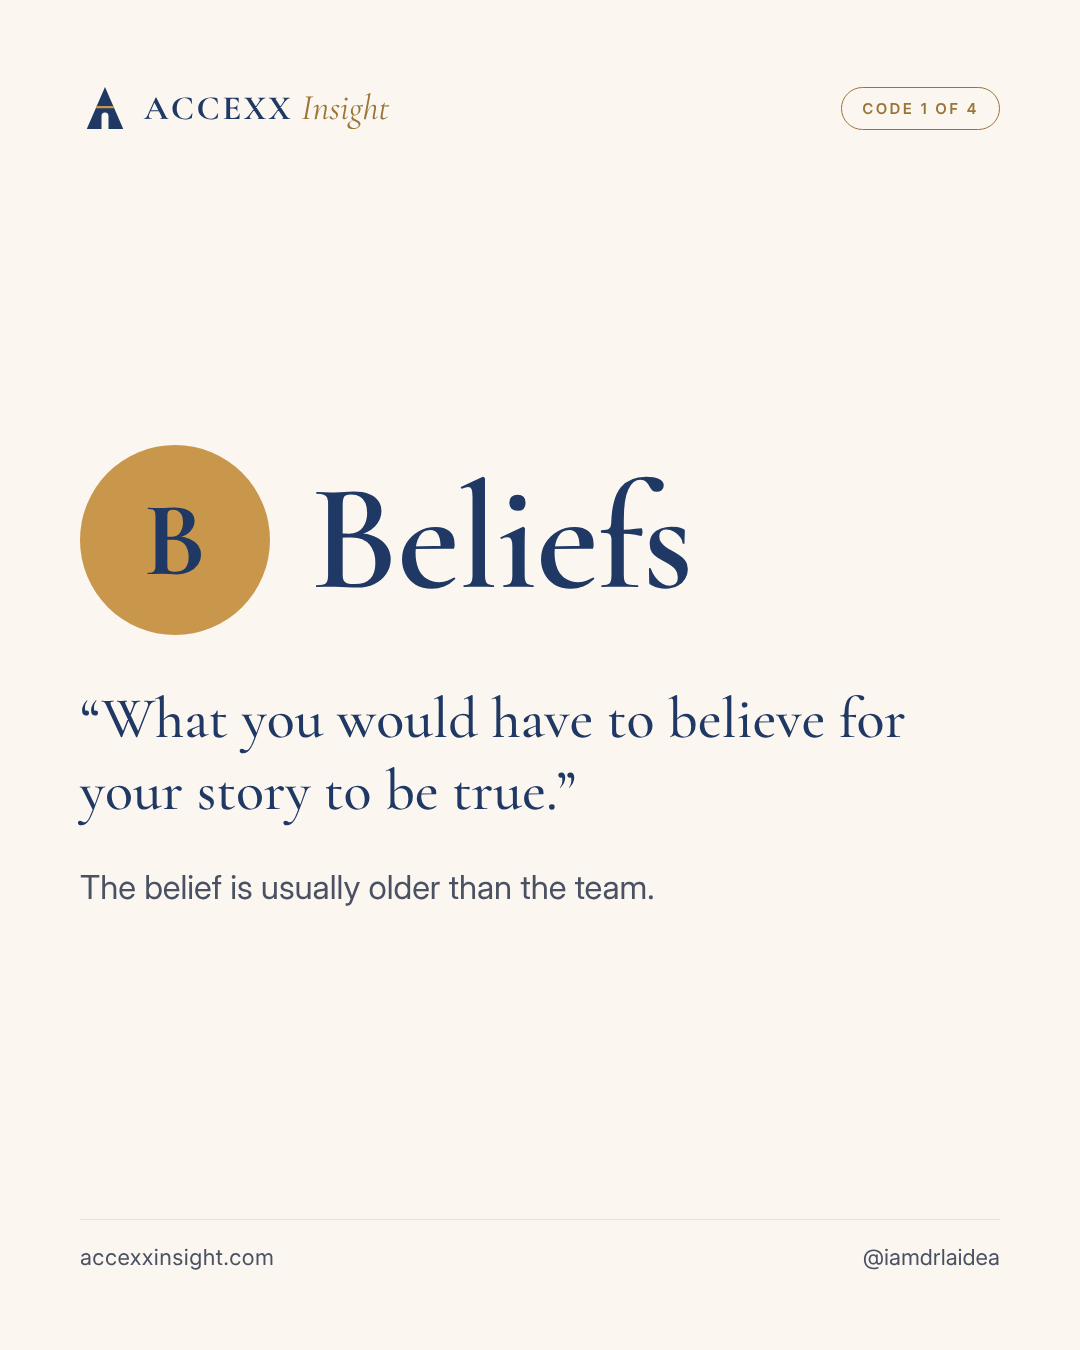 ACCEXX Insight
CODE 1 OF 4
B
Beliefs
“What you would have to believe for
your story to be true.”
The belief is usually older than the team.
accexxinsight.com
@iamdrlaidea